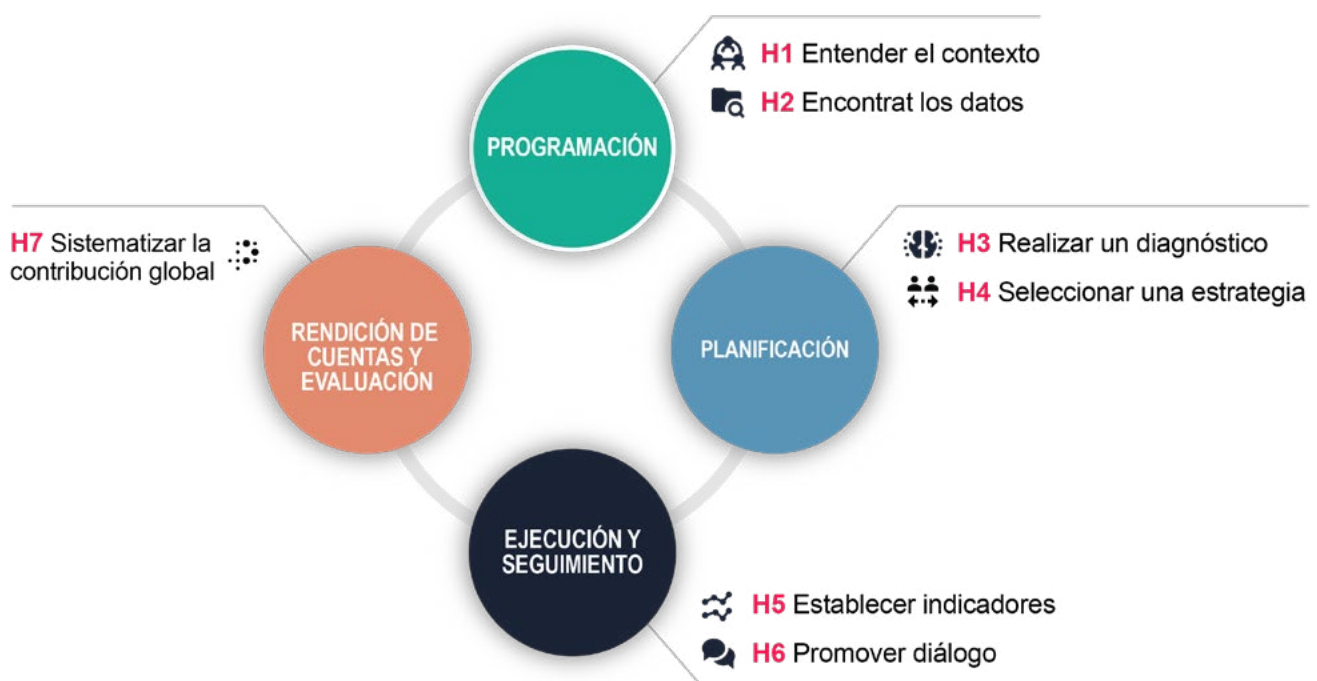 PROGRAMACIÓN
H1 Entender el contexto
H2 Encontrat los datos
PLANIFICACIÓN
H3 Realizar un diagnóstico
H4 Seleccionar una estrategia
EJECUCIÓN Y
SEGUIMIENTO
H5 Establecer indicadores
H6 Promover diálogo
RENDICIÓN DE
CUENTAS Y
EVALUACIÓN
H7 Sistematizar la
contribución global